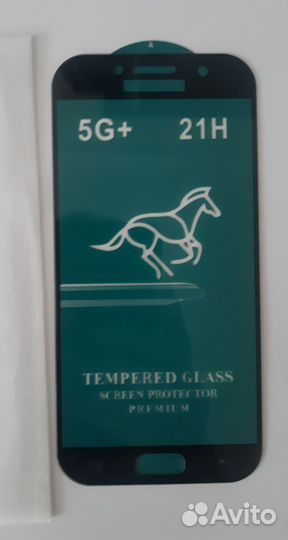 A
5G+ 21H
TEMPERED GLASS
SCREEN PROTECTOR
PREMIUM
Avito